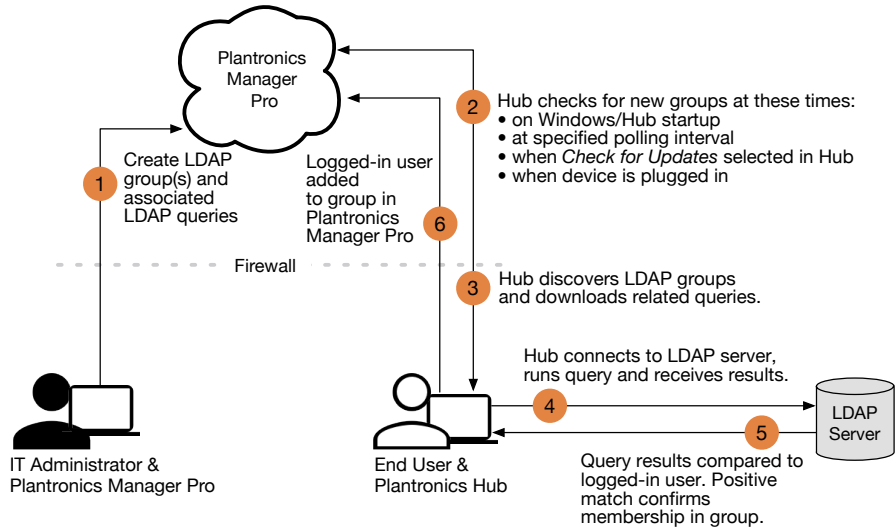 Plantronics
Manager
Pro
1
Create LDAP
group(s) and
associated
LDAP queries
Logged-in user
added
to group in
Plantronics
Manager Pro
6
2
Hub checks for new groups at these times:
• on Windows/Hub startup
• at specified polling interval
• when Check for Updates selected in Hub
• when device is plugged in
Firewall
3
Hub discovers LDAP groups
and downloads related queries.
Hub connects to LDAP server,
runs query and receives results.
4
5
LDAP
Server
IT Administrator &
Plantronics Manager Pro
End User &
Plantronics Hub
Query results compared to
logged-in user. Positive
match confirms
membership in group.